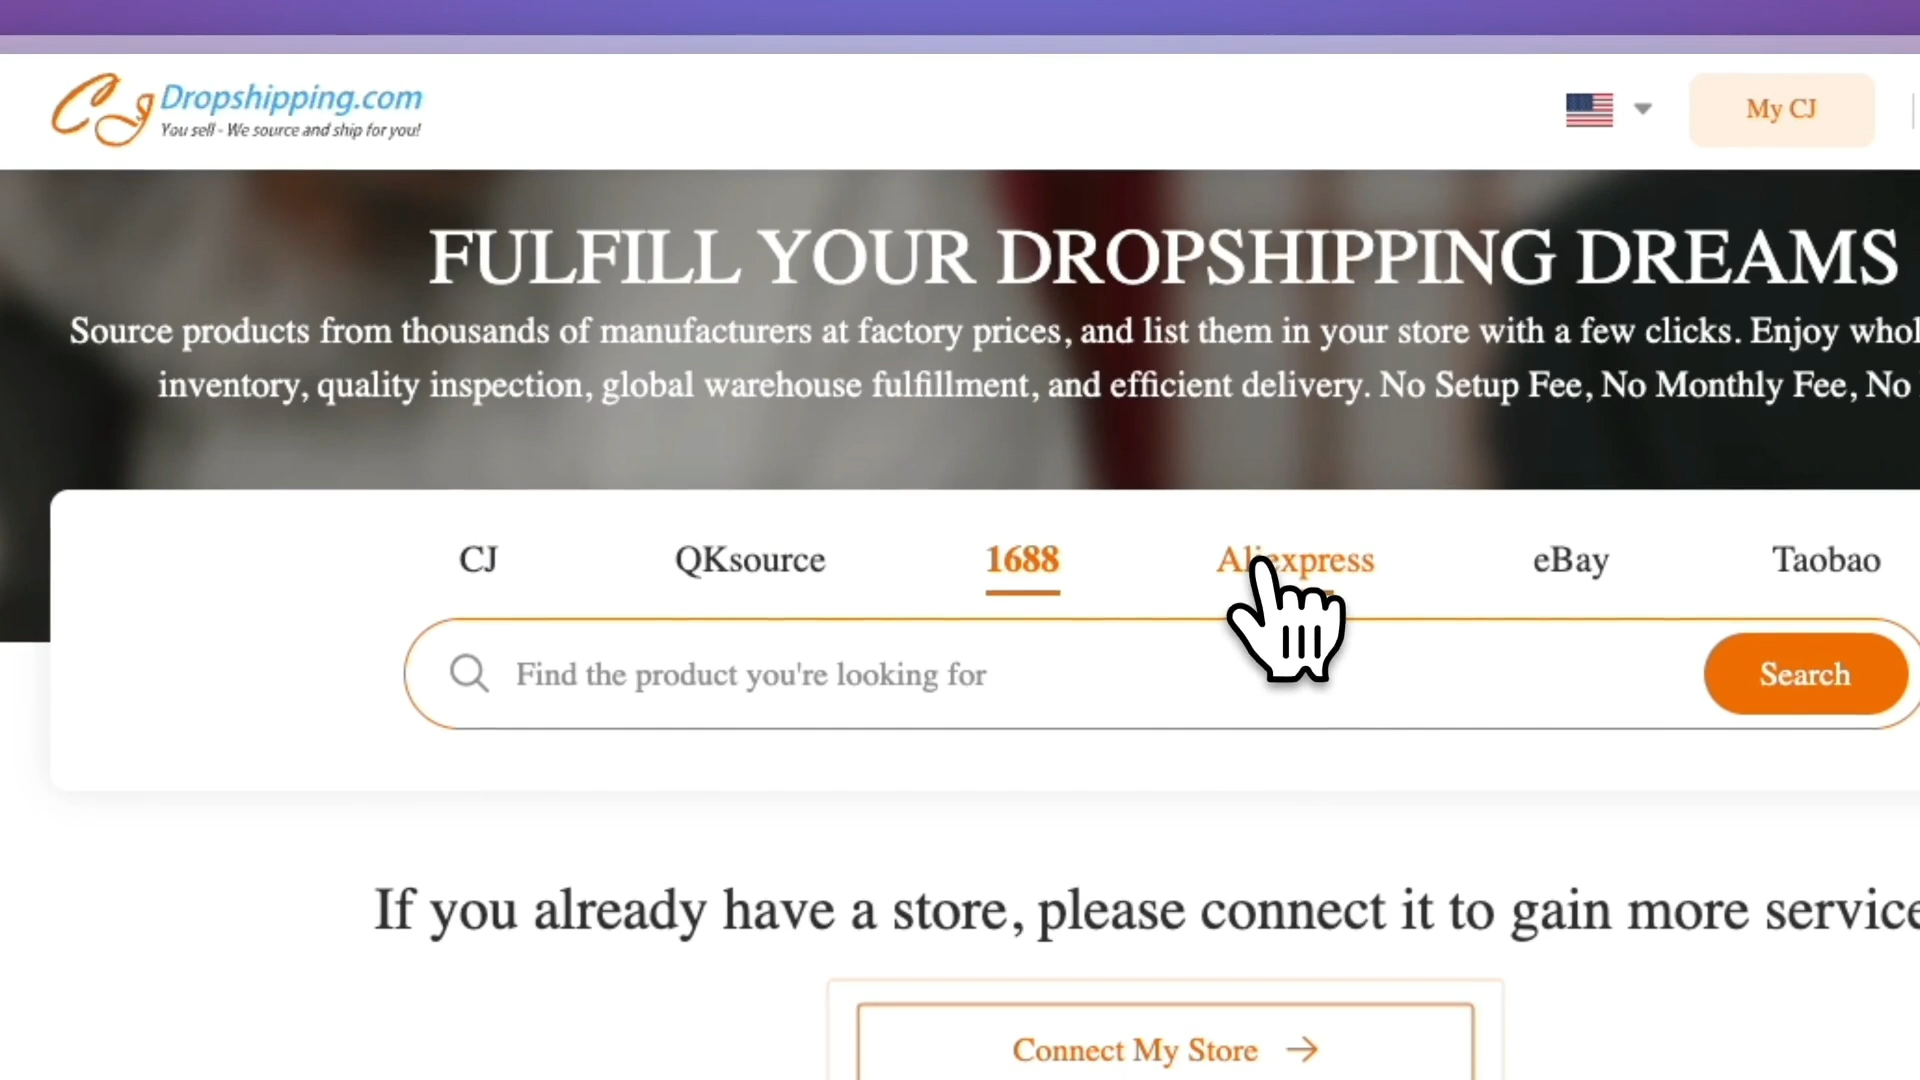 Cj Dropshipping.com
You sell - We source and ship for you!
My CJ
FULFILL YOUR DROPSHIPPING DREAMS
Source products from thousands of manufacturers at factory prices, and list them in your store with a few clicks. Enjoy whol
inventory, quality inspection, global warehouse fulfillment, and efficient delivery. No Setup Fee, No Monthly Fee, No
CJ QKsource 1688 Aliexpress eBay Taobao
Find the product you're looking for Search
If you already have a store, please connect it to gain more service
Connect My Store →